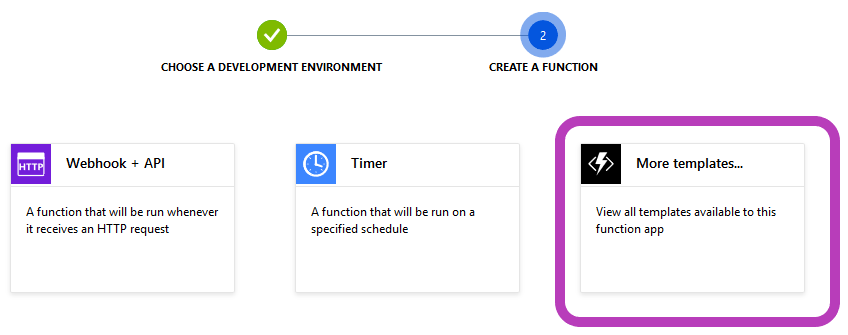 2
CHOOSE A DEVELOPMENT ENVIRONMENT
CREATE A FUNCTION
HTTP
Webhook + API
A function that will be run whenever
it receives an HTTP request
Timer
A function that will be run on a
specified schedule
More templates...
View all templates available to this
function app